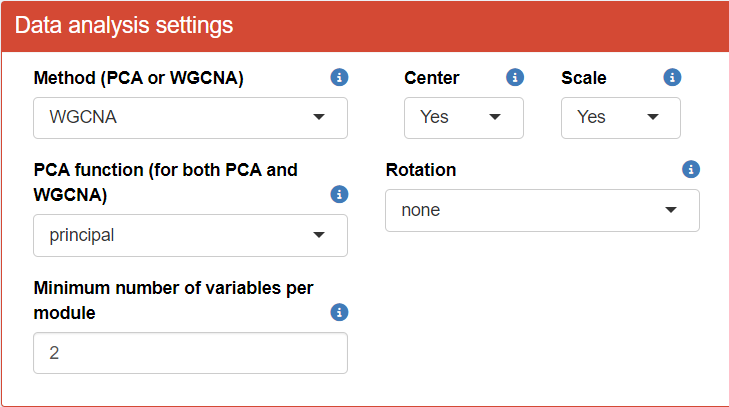 Data analysis settings
Method (PCA or WGCNA)
Center
Scale
WGCNA
Yes
Yes
PCA function (for both PCA and
WGCNA)
Rotation
principal
none
Minimum number of variables per
module
2